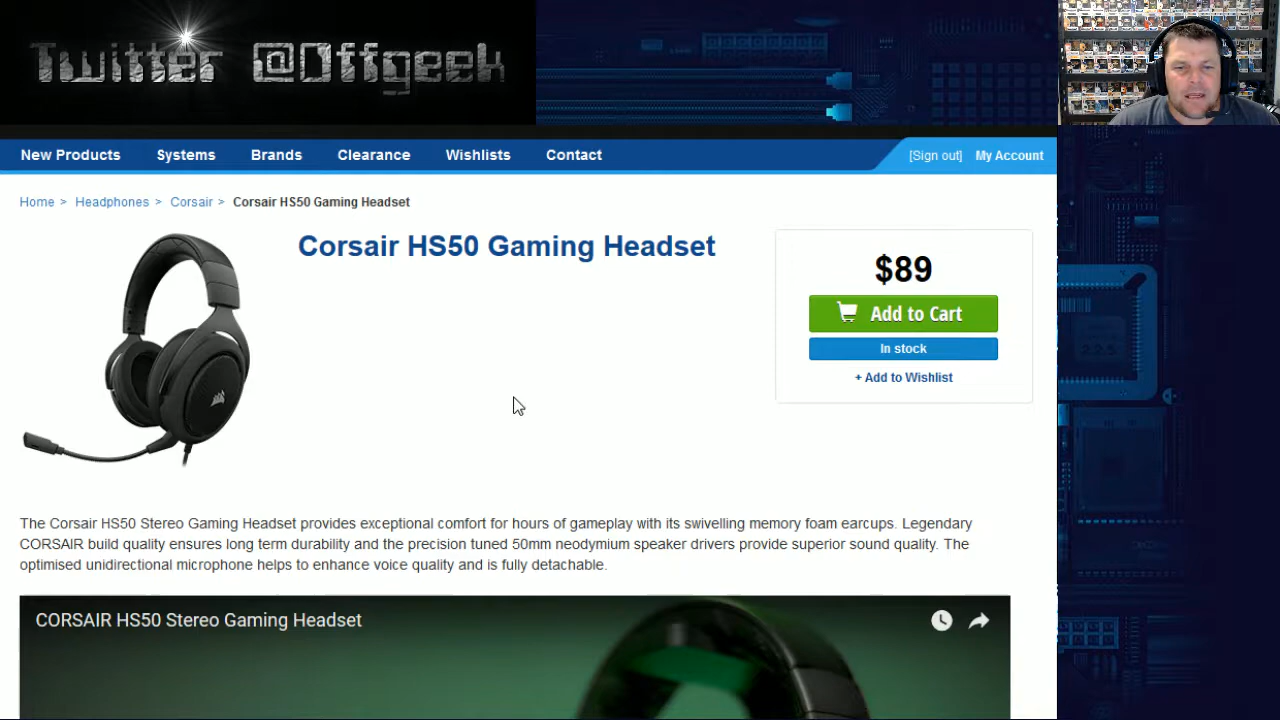 Twitter @Offgeek
New Products Systems Brands Clearance Wishlists Contact [Sign out] My Account
Home > Headphones > Corsair > Corsair HS50 Gaming Headset
Corsair HS50 Gaming Headset
$89
Add to Cart
In stock
+ Add to Wishlist
The Corsair HS50 Stereo Gaming Headset provides exceptional comfort for hours of gameplay with its swivelling memory foam earcups. Legendary
CORSAIR build quality ensures long term durability and the precision tuned 50mm neodymium speaker drivers provide superior sound quality. The
optimised unidirectional microphone helps to enhance voice quality and is fully detachable.
CORSAIR HS50 Stereo Gaming Headset